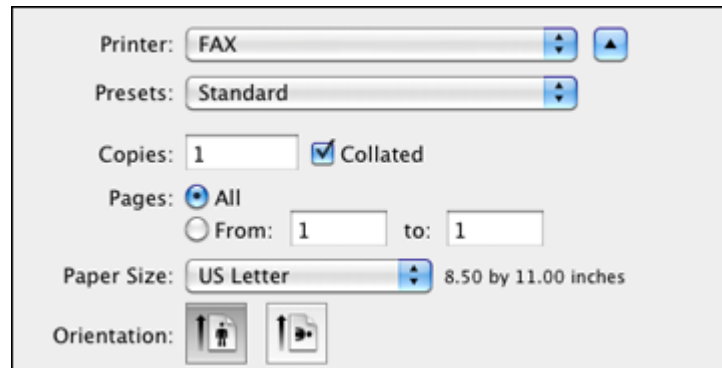 Printer: FAX
Presets: Standard
Copies: 1 Collated
Pages: All
From: 1 to: 1
Paper Size: US Letter 8.50 by 11.00 inches
Orientation: